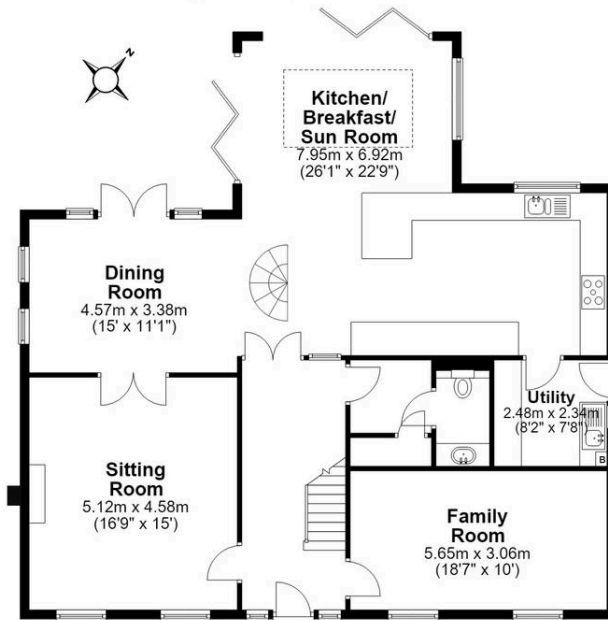 N
Kitchen/
Breakfast/
Sun Room
7.95m x 6.92m
(26'1" x 22'9")
Dining
Room
4.57m x 3.38m
(15' x 11'1")
Utility
2.48m x 2.34m
(8'2" x 7'8")
B
Sitting
Room
5.12m x 4.58m
(16'9" x 15')
Family
Room
5.65m x 3.06m
(18'7" x 10')